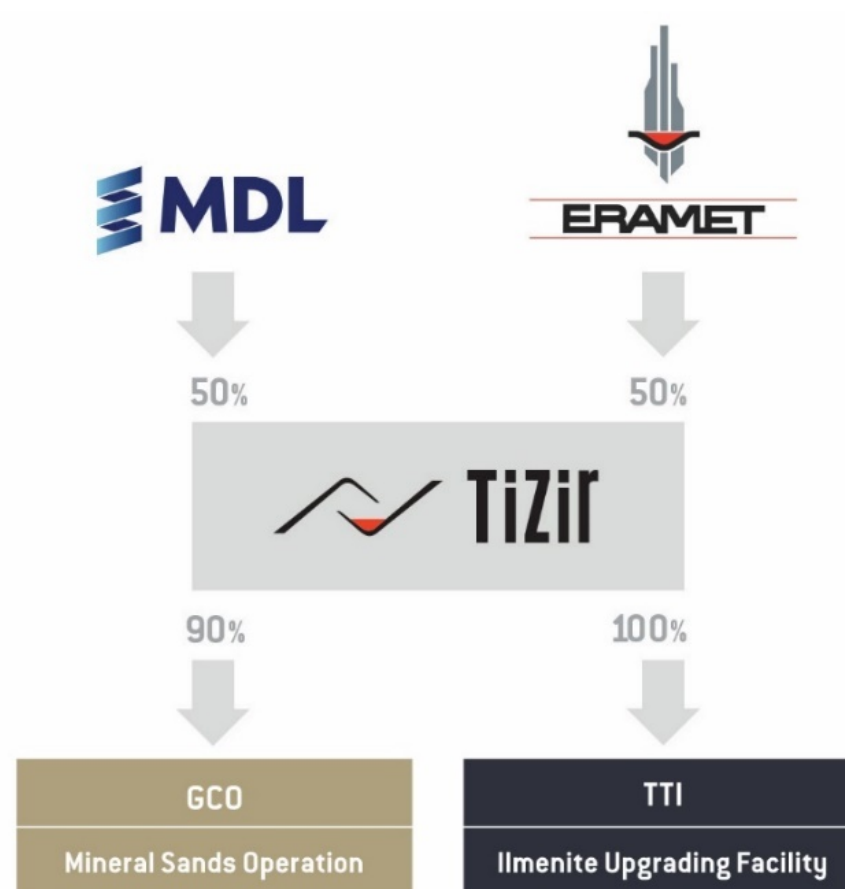 MDL
ERAMET
50%
50%
TiZir
90%
100%
GCO
TTI
Mineral Sands Operation
Ilmenite Upgrading Facility